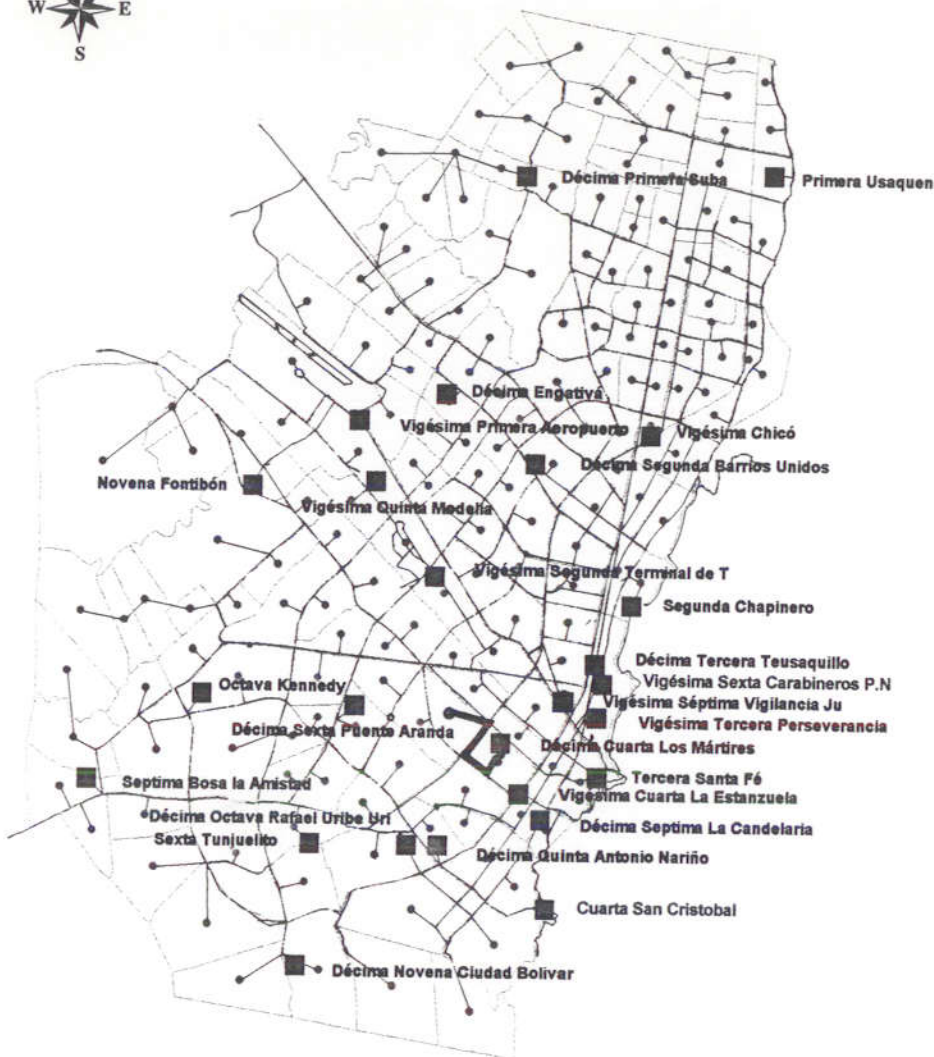 W E
S
Décima Primera Suba
Primera Usaquen
Décima Engativá
Vigésima Primera Aeropuerto
Vigésima Chicó
Décima Segunda Barrios Unidos
Novena Fontibón
Vigésima Quinta Modelia
Vigésima Segunda Terminal de T
Segunda Chapinero
Décima Tercera Teusaquillo
Vigésima Sexta Carabineros P.N
Octava Kennedy
Vigésima Séptima Vigilancia Ju
Vigésima Tercera Perseverancia
Décima Sexta Puente Aranda
Décima Cuarta Los Mártires
Septima Bosa la Amistad
Tercera Santa Fé
Vigésima Cuarta La Estanzuela
Décimo Octava Rafael Uribe Uri
Décima Septima La Candelaria
Sexta Tunjuelito
Décima Quinta Antonio Nariño
Cuarta San Cristobal
Décima Novena Ciudad Bolivar